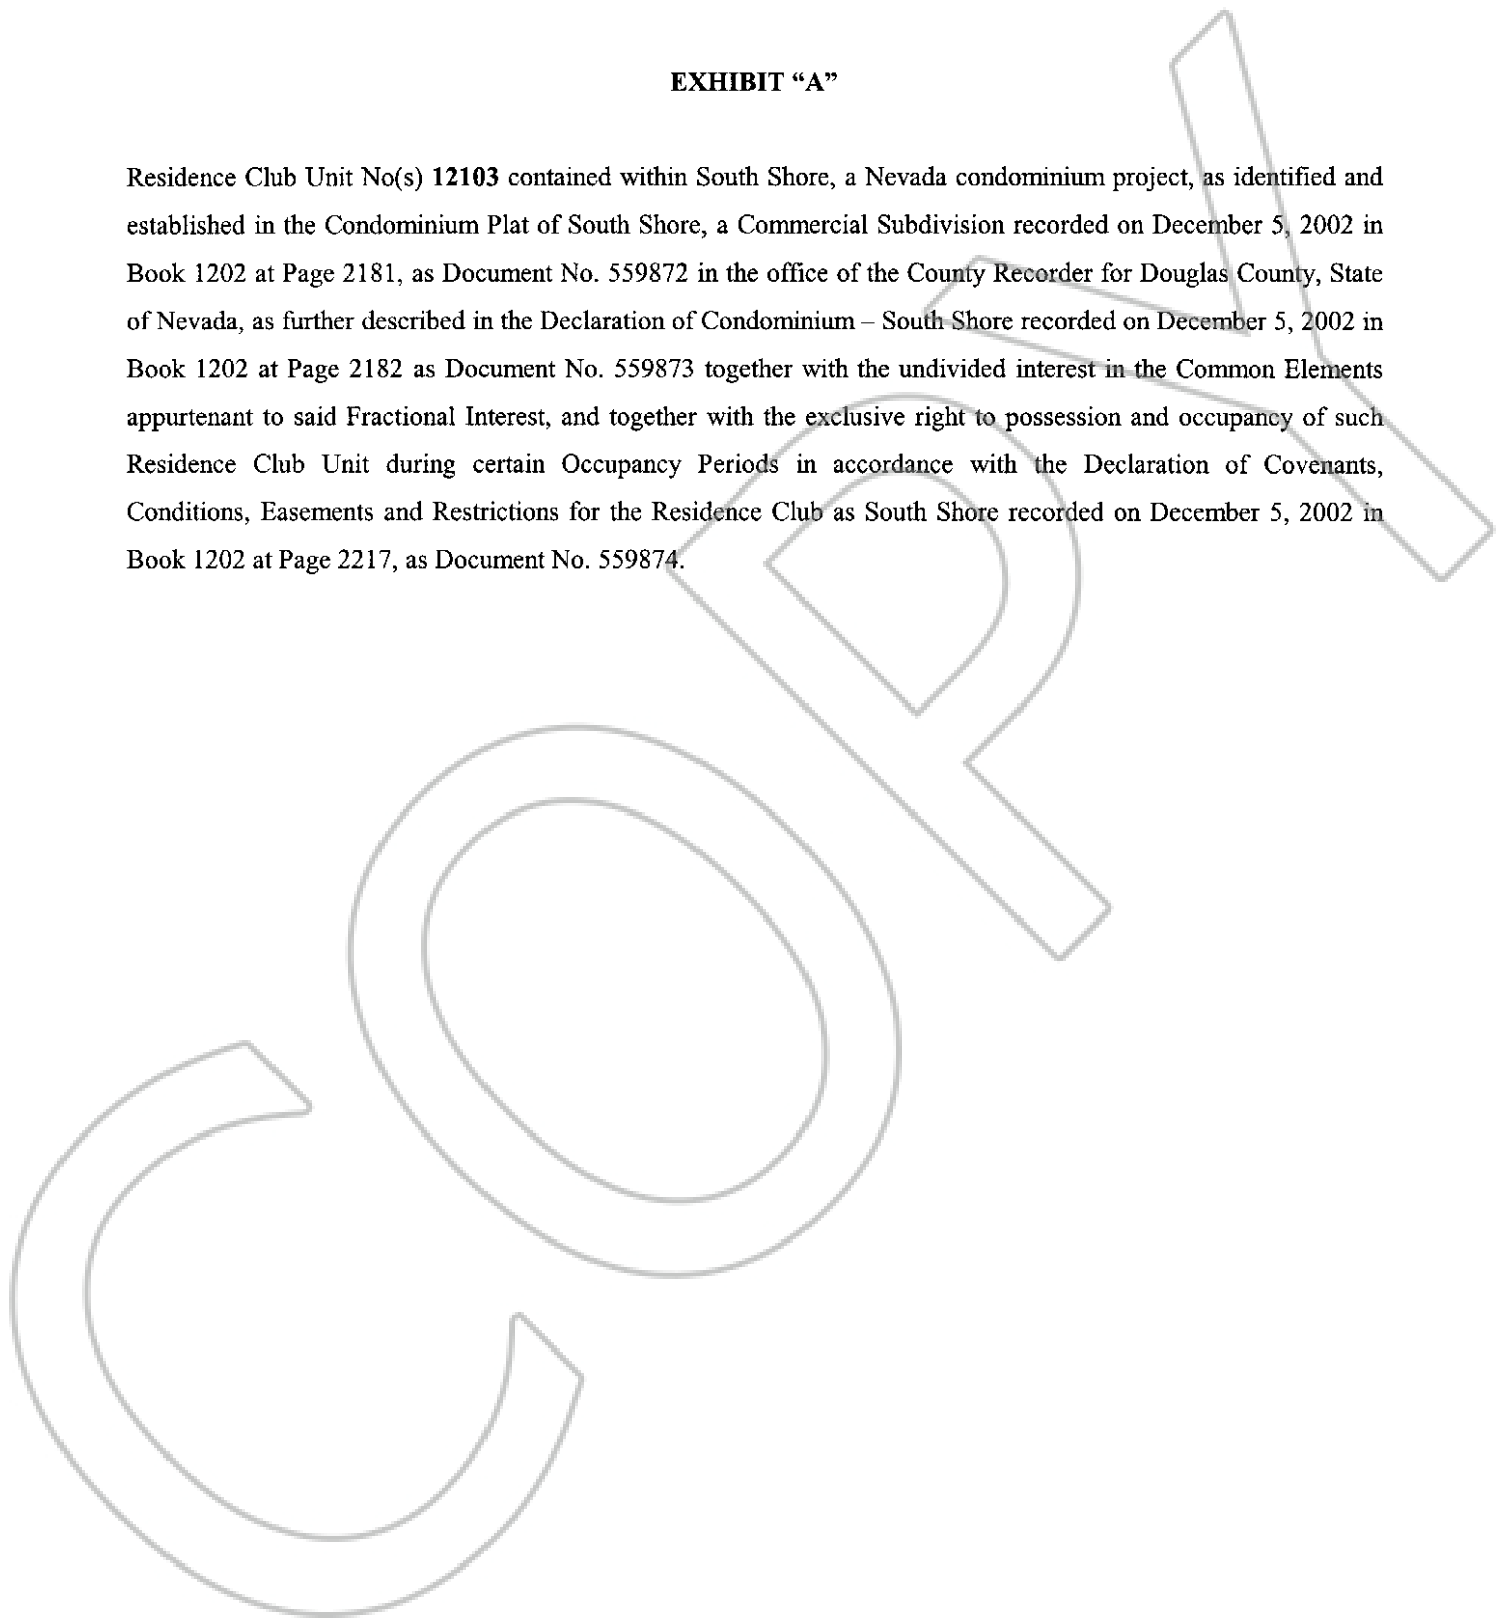 EXHIBIT “A”
Residence Club Unit No(s) 12103 contained within South Shore, a Nevada condominium project, as identified and
established in the Condominium Plat of South Shore, a Commercial Subdivision recorded on December 5, 2002 in
Book 1202 at Page 2181, as Document No. 559872 in the office of the County Recorder for Douglas County, State
of Nevada, as further described in the Declaration of Condominium – South Shore recorded on December 5, 2002 in
Book 1202 at Page 2182 as Document No. 559873 together with the undivided interest in the Common Elements
appurtenant to said Fractional Interest, and together with the exclusive right to possession and occupancy of such
Residence Club Unit during certain Occupancy Periods in accordance with the Declaration of Covenants,
Conditions, Easements and Restrictions for the Residence Club as South Shore recorded on December 5, 2002 in
Book 1202 at Page 2217, as Document No. 559874.
COPY